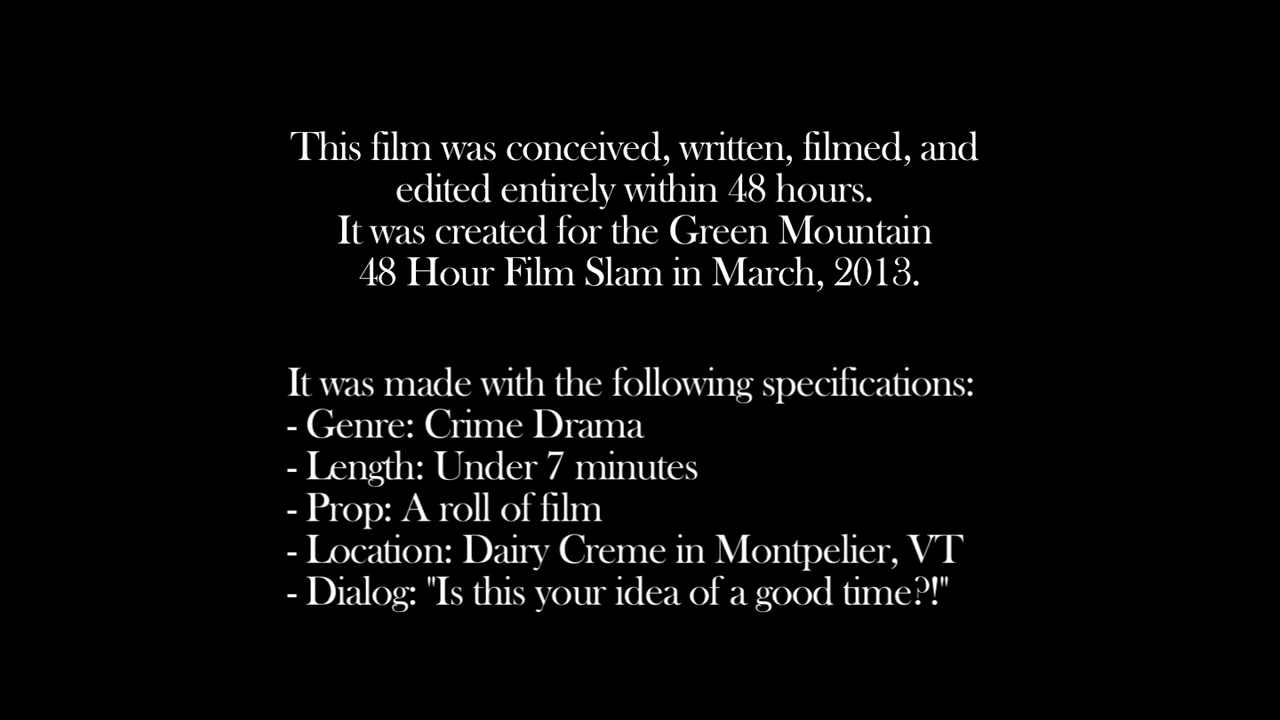 This film was conceived, written, filmed, and
edited entirely within 48 hours.
It was created for the Green Mountain
48 Hour Film Slam in March, 2013.
It was made with the following specifications:
- Genre: Crime Drama
- Length: Under 7 minutes
- Prop: A roll of film
- Location: Dairy Creme in Montpelier, VT
- Dialog: "Is this your idea of a good time?!"